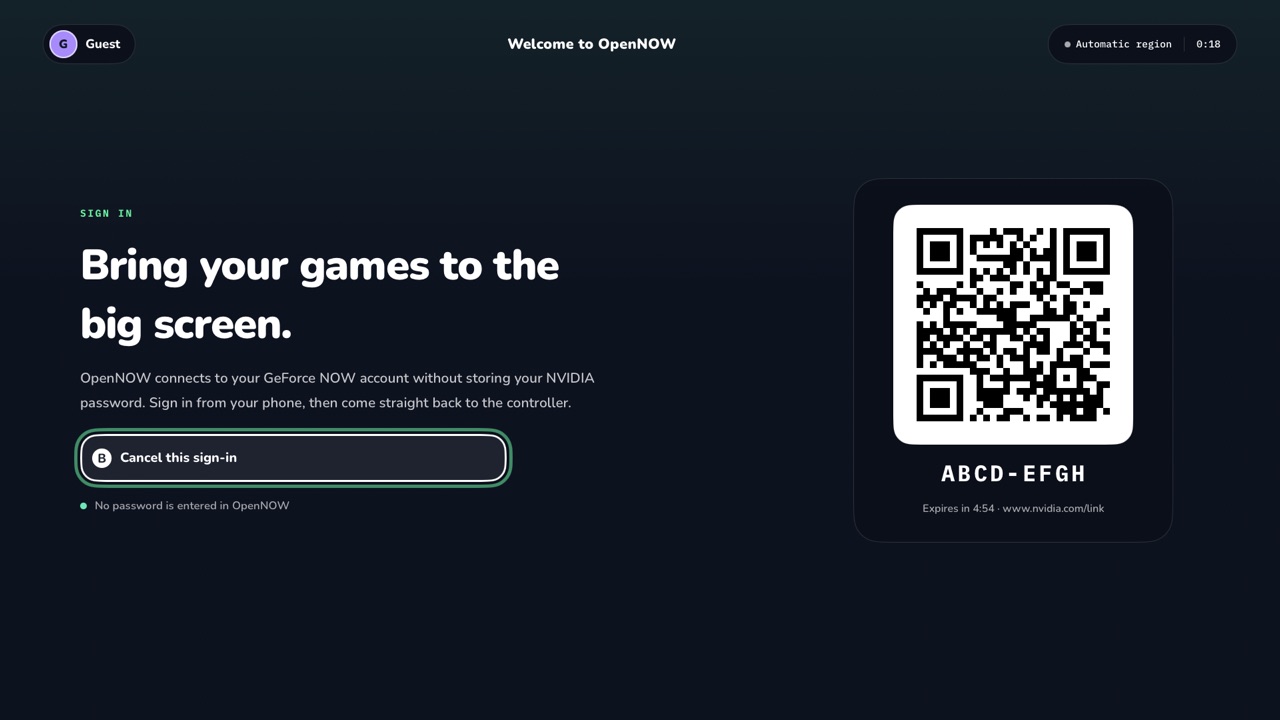 G Guest
Welcome to OpenNOW
Automatic region 0:18
SIGN IN
Bring your games to the
big screen.
OpenNOW connects to your GeForce NOW account without storing your NVIDIA
password. Sign in from your phone, then come straight back to the controller.
B Cancel this sign-in
No password is entered in OpenNOW
ABCD-EFGH
Expires in 4:54 · www.nvidia.com/link